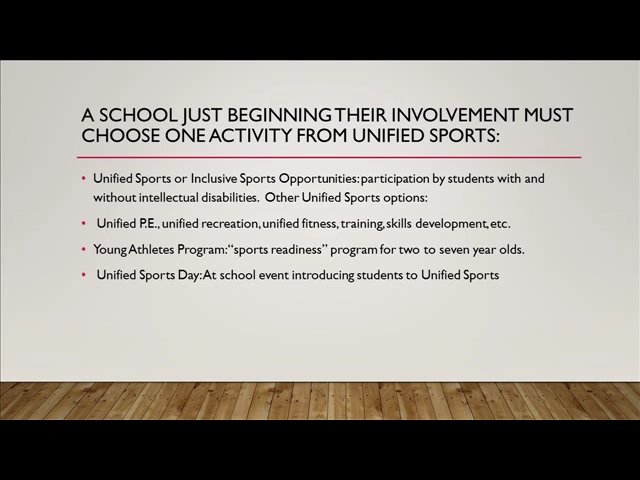 A SCHOOL JUST BEGINNING THEIR INVOLVEMENT MUST
CHOOSE ONE ACTIVITY FROM UNIFIED SPORTS:
• Unified Sports or Inclusive Sports Opportunities: participation by students with and
without intellectual disabilities. Other Unified Sports options:
• Unified P.E., unified recreation, unified fitness, training, skills development, etc.
• Young Athletes Program: “sports readiness” program for two to seven year olds.
• Unified Sports Day: At school event introducing students to Unified Sports